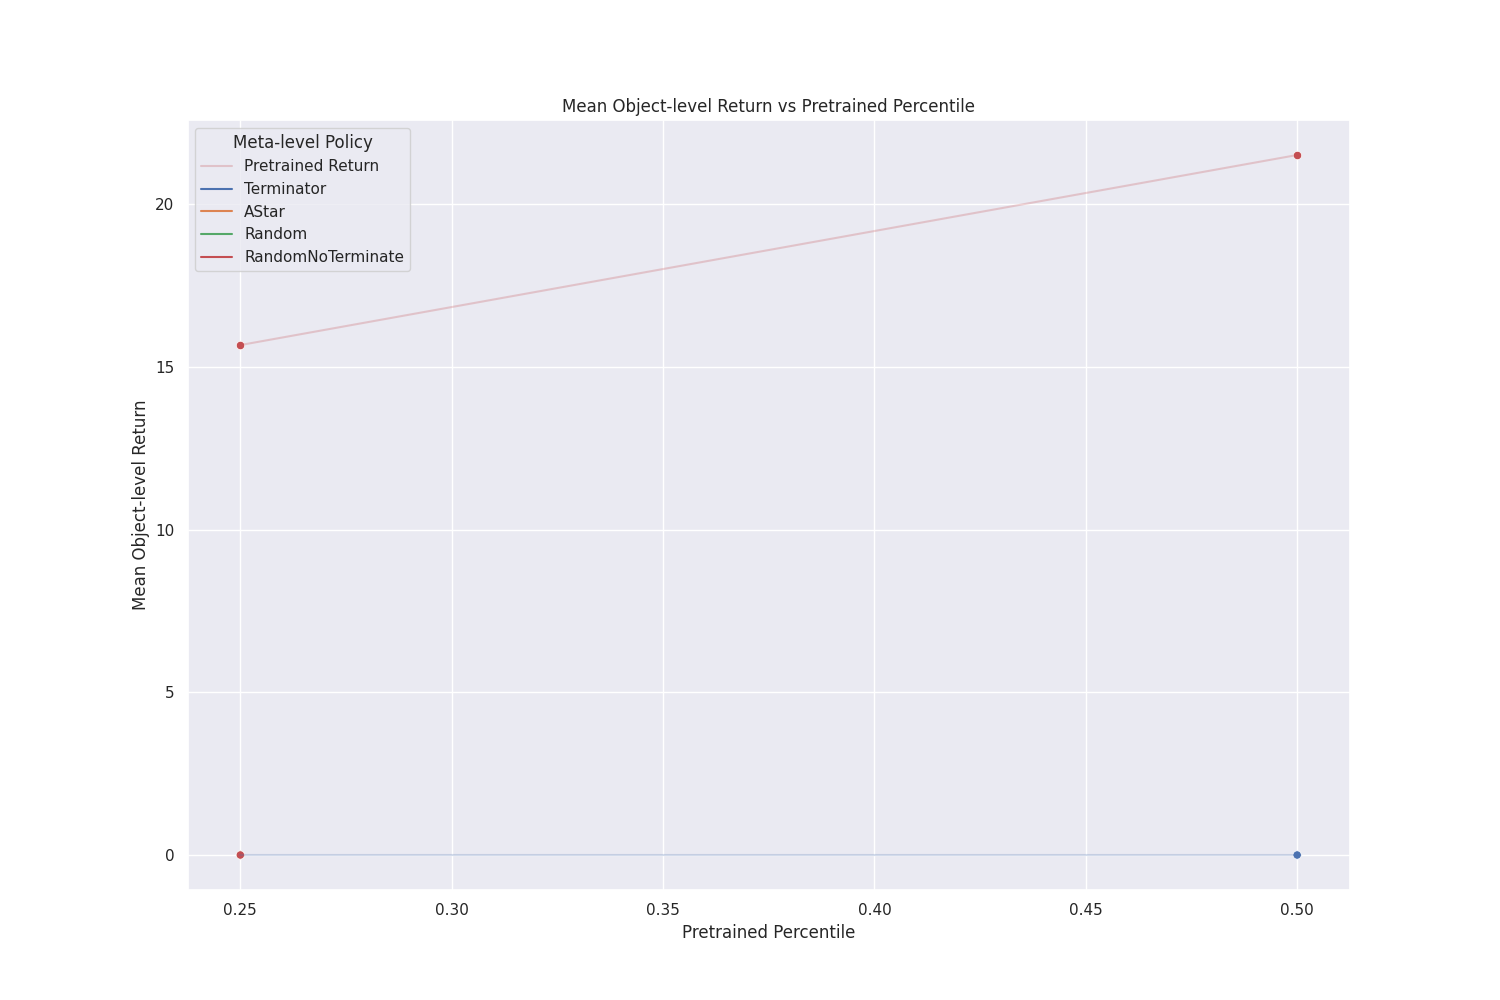 Mean Object-level Return vs Pretrained Percentile
Meta-level Policy
Pretrained Return
Terminator
AStar
Random
RandomNoTerminate
20
15
10
5
0
Mean Object-level Return
0.25 0.30 0.35 0.40 0.45 0.50
Pretrained Percentile